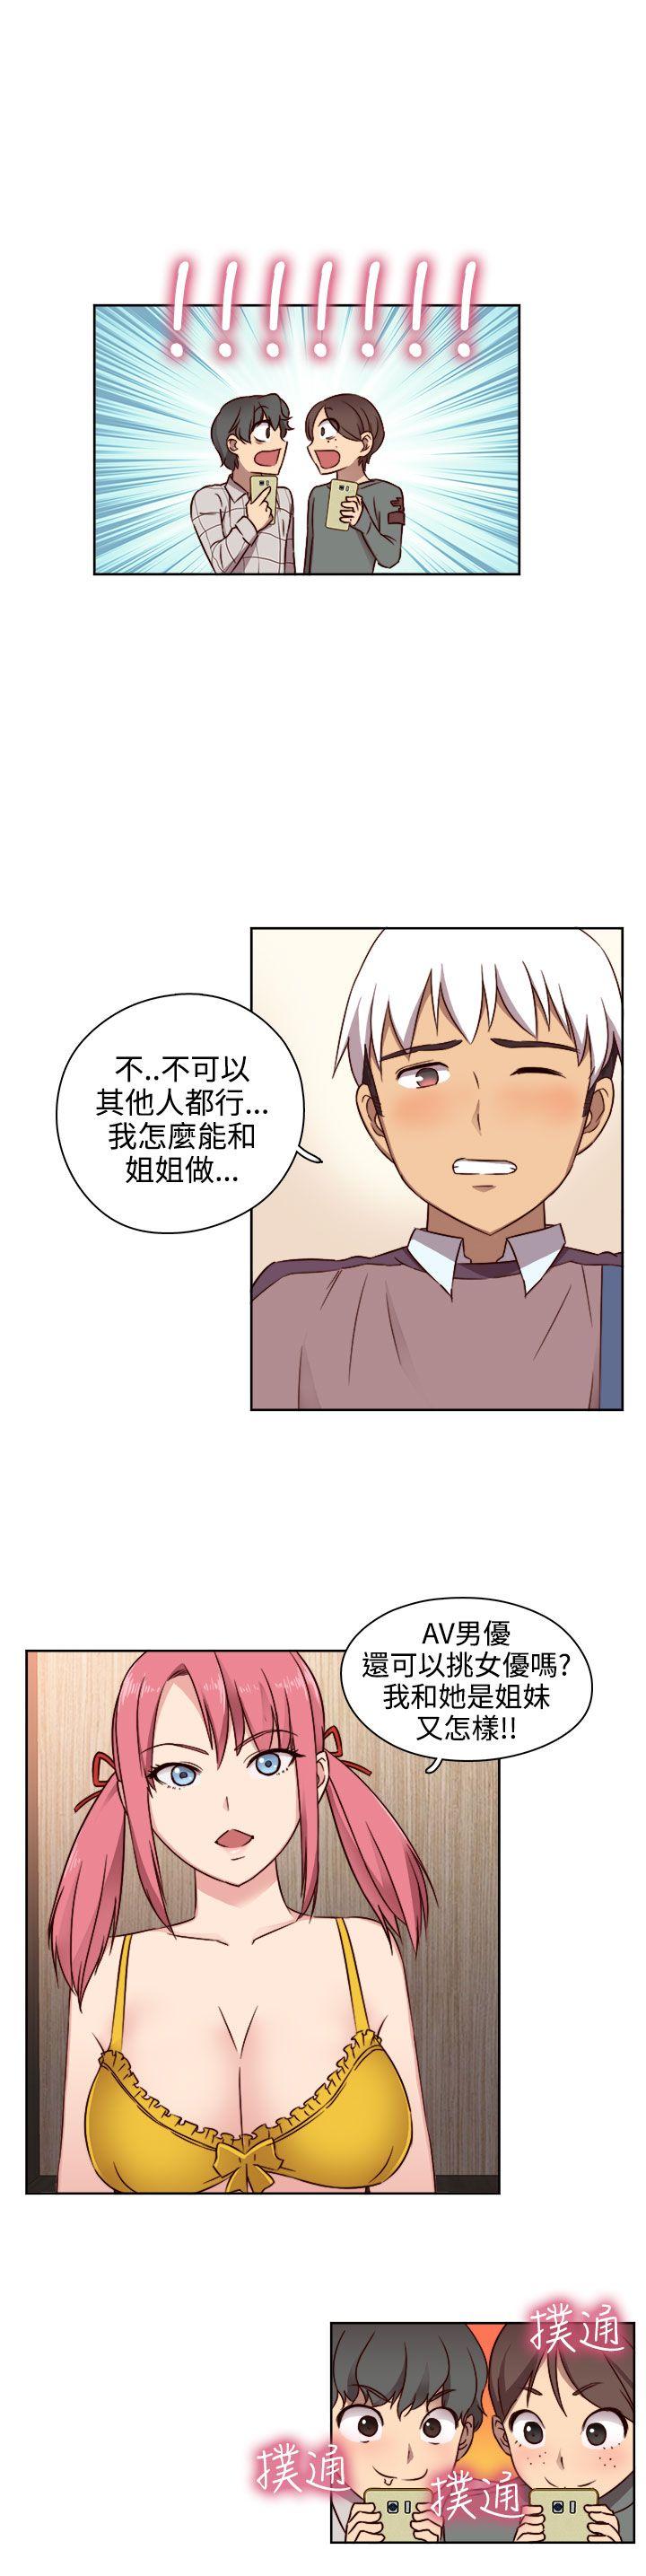 ! ! ! ! ! ! !
不..不可以
其他人都行...
我怎麼能和
姐姐做...
AV男優
還可以挑女優嗎?
我和她是姐妹
又怎樣!!
撲通
撲通
撲通